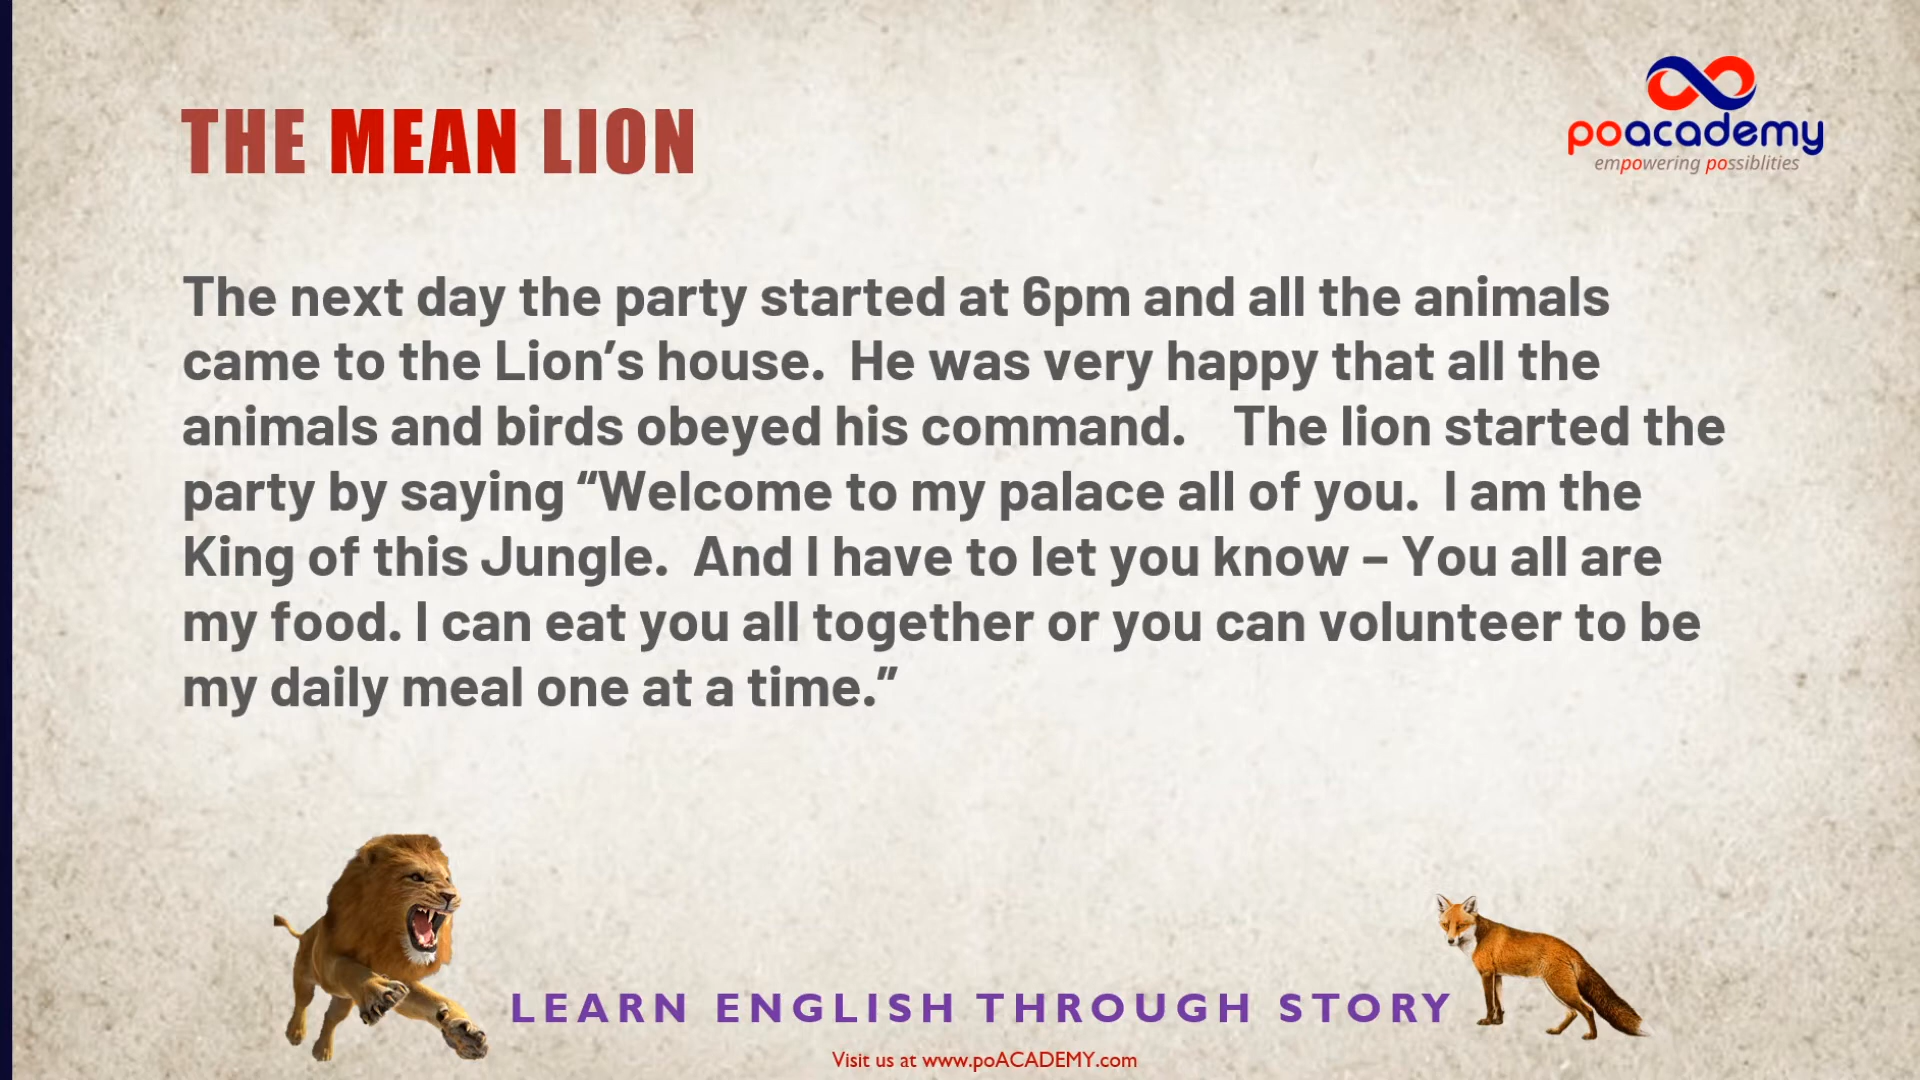 THE MEAN LION
poacademy
empowering possiblities
The next day the party started at 6pm and all the animals
came to the Lion’s house.  He was very happy that all the
animals and birds obeyed his command.    The lion started the
party by saying “Welcome to my palace all of you.  I am the
King of this Jungle.  And I have to let you know – You all are
my food. I can eat you all together or you can volunteer to be
my daily meal one at a time.”
LEARN ENGLISH THROUGH STORY
Visit us at www.poACADEMY.com